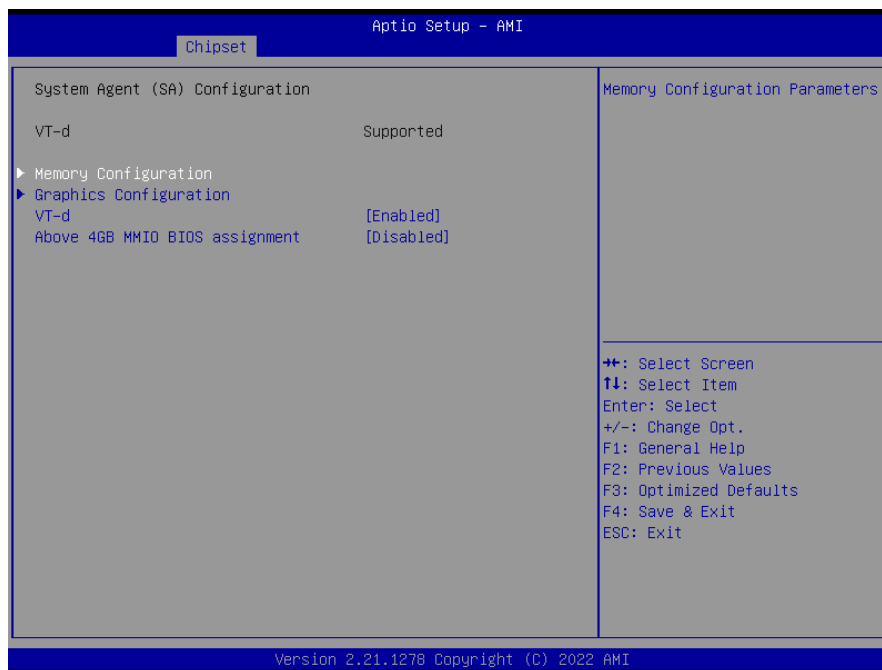 Aptio Setup – AMI
Chipset
System Agent (SA) Configuration
VT-d Supported
Memory Configuration
Graphics Configuration
VT-d [Enabled]
Above 4GB MMIO BIOS assignment [Disabled]
Memory Configuration Parameters
→←: Select Screen
↑↓: Select Item
Enter: Select
+/-: Change Opt.
F1: General Help
F2: Previous Values
F3: Optimized Defaults
F4: Save & Exit
ESC: Exit
Version 2.21.1278 Copyright (C) 2022 AMI